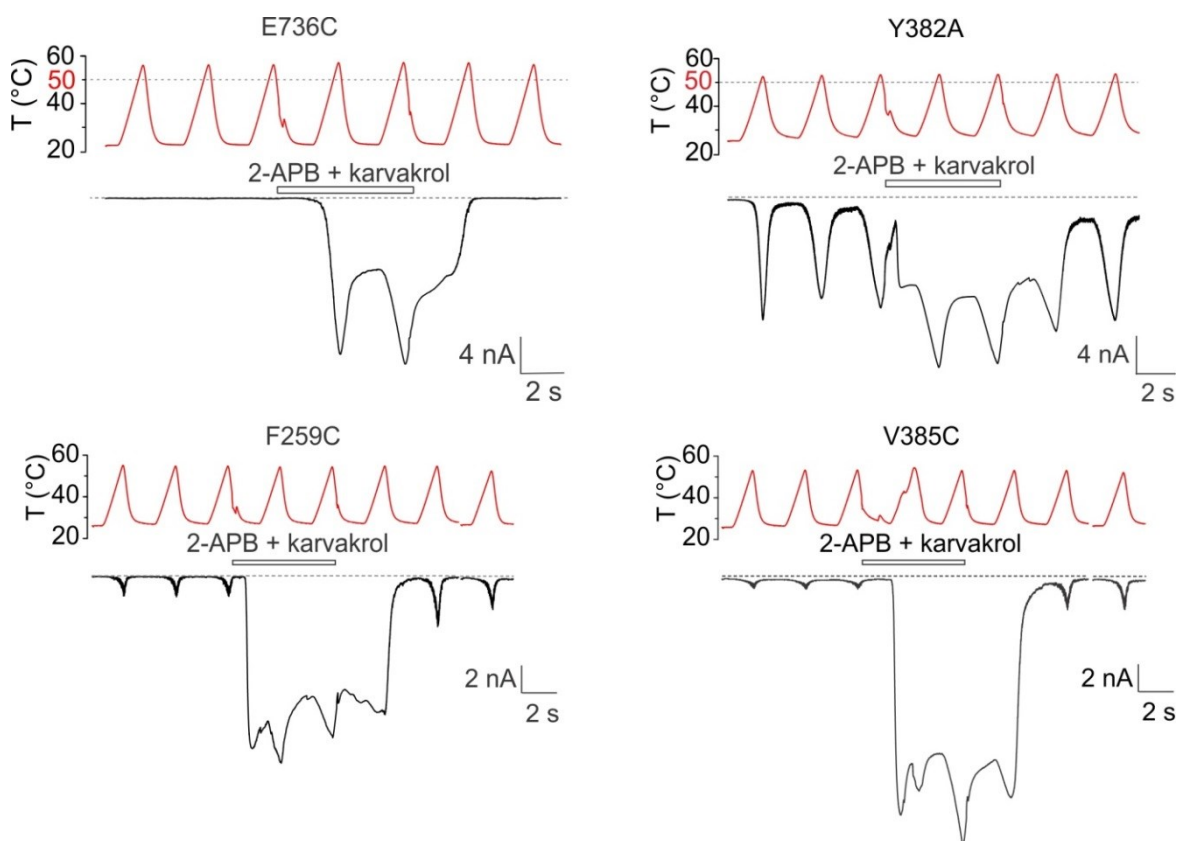 E736C
T (°C)
60
50
40
20
2-APB + karvakrol
4 nA
2 s
Y382A
T (°C)
60
50
40
20
2-APB + karvakrol
4 nA
2 s
F259C
T (°C)
60
40
20
2-APB + karvakrol
2 nA
2 s
V385C
T (°C)
60
40
20
2-APB + karvakrol
2 nA
2 s